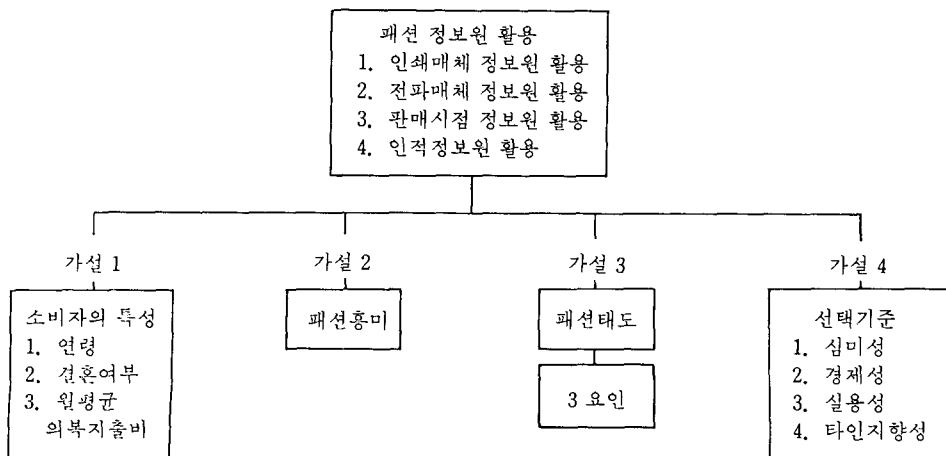 패션 정보원 활용
1. 인쇄매체 정보원 활용
2. 전파매체 정보원 활용
3. 판매시점 정보원 활용
4. 인적정보원 활용
가설 1
가설 2
가설 3
가설 4
소비자의 특성
1. 연령
2. 결혼여부
3. 월평균
의복지출비
패션흥미
패션태도
3 요인
선택기준
1. 심미성
2. 경제성
3. 실용성
4. 타인지향성